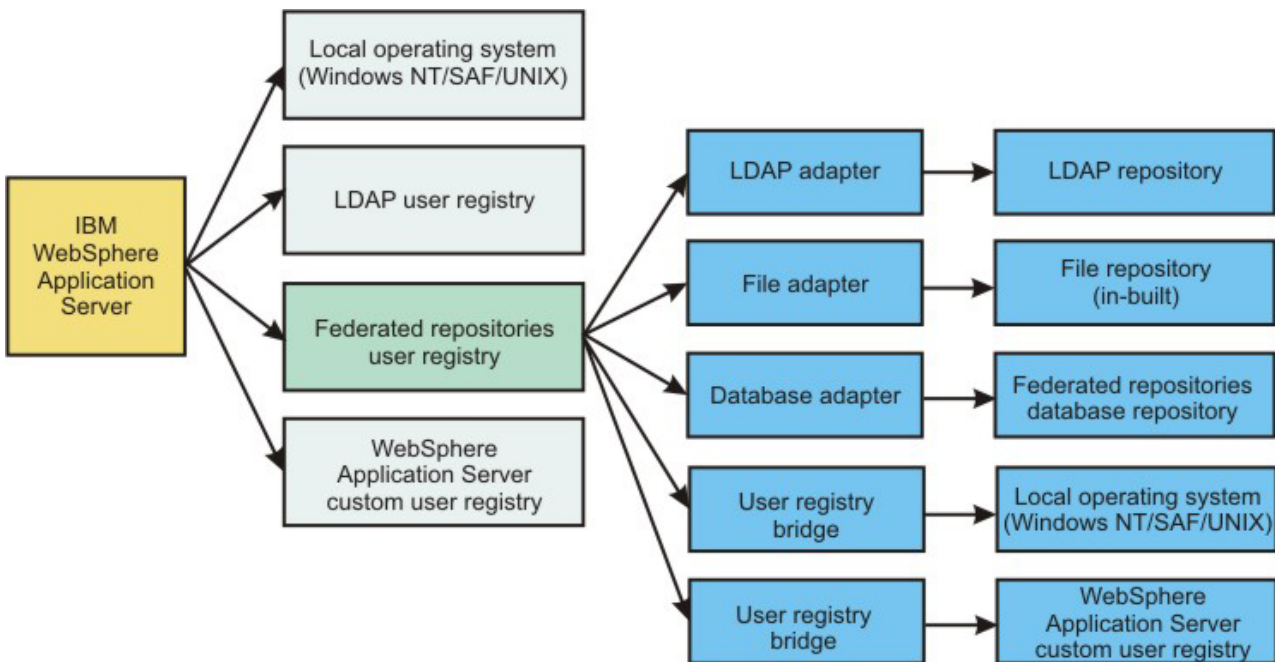 IBM
WebSphere
Application
Server
Local operating system
(Windows NT/SAF/UNIX)
LDAP user registry
Federated repositories
user registry
WebSphere
Application Server
custom user registry
LDAP adapter
LDAP repository
File adapter
File repository
(in-built)
Database adapter
Federated repositories
database repository
User registry
bridge
Local operating system
(Windows NT/SAF/UNIX)
User registry
bridge
WebSphere
Application Server
custom user registry